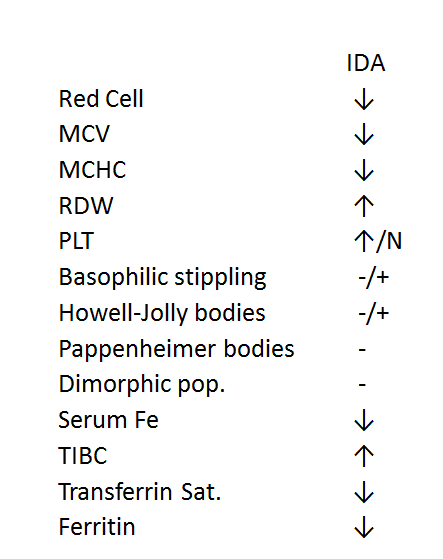 IDA
Red Cell ↓
MCV ↓
MCHC ↓
RDW ↑
PLT ↑/N
Basophilic stippling -/+
Howell-Jolly bodies -/+
Pappenheimer bodies -
Dimorphic pop. -
Serum Fe ↓
TIBC ↑
Transferrin Sat. ↓
Ferritin ↓